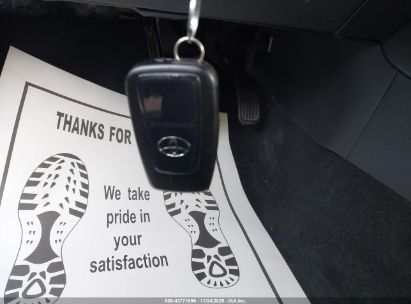 THANKS FOR
We take
pride in
your
satisfaction